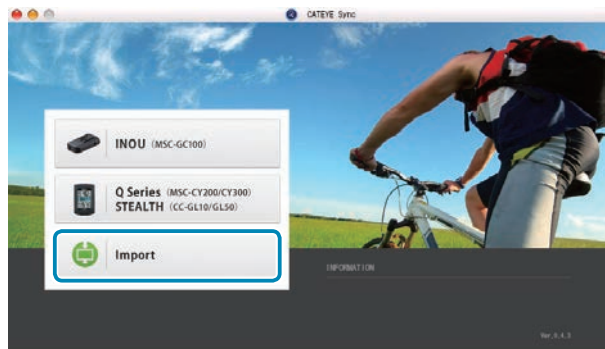 CATEYE Sync
INOU (MSC-GC100)
Q Series (MSC-CY200/CY300)
STEALTH (CC-GL10/GL50)
Import
INFORMATION